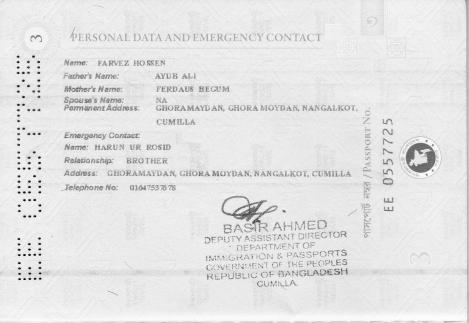 3
PERSONAL DATA AND EMERGENCY CONTACT
Name: FARVEZ HOSSEN
Father's Name: AYUB ALI
Mother's Name: FERDAUS BEGUM
Spouse's Name: NA
Permanent Address: GHORAMAYDAN, GHORA MOYDAN, NANGALKOT,
CUMILLA
Emergency Contact:
Name: HARUN UR ROSID
Relationship: BROTHER
Address: GHORAMAYDAN, GHORA MOYDAN, NANGALKOT, CUMILLA
Telephone No: 01647537678
BASIR AHMED
DEPUTY ASSISTANT DIRECTOR
DEPARTMENT OF
IMMIGRATION & PASSPORTS
GOVERNMENT OF THE PEOPLES
REPUBLIC OF BANGLADESH
CUMILLA.
পাসপোর্ট নম্বর / PASSPORT NO.
EE 0557725
EE 0557725
3